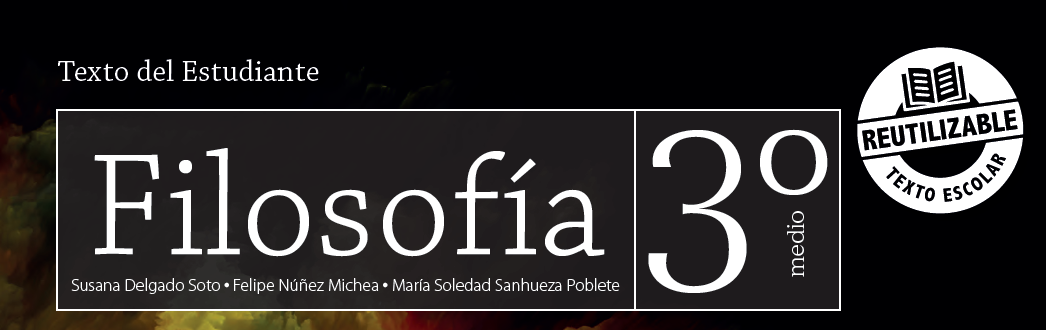 Texto del Estudiante
Filosofía
3º
medio
Susana Delgado Soto • Felipe Núñez Michea • María Soledad Sanhueza Poblete
REUTILIZABLE
TEXTO ESCOLAR